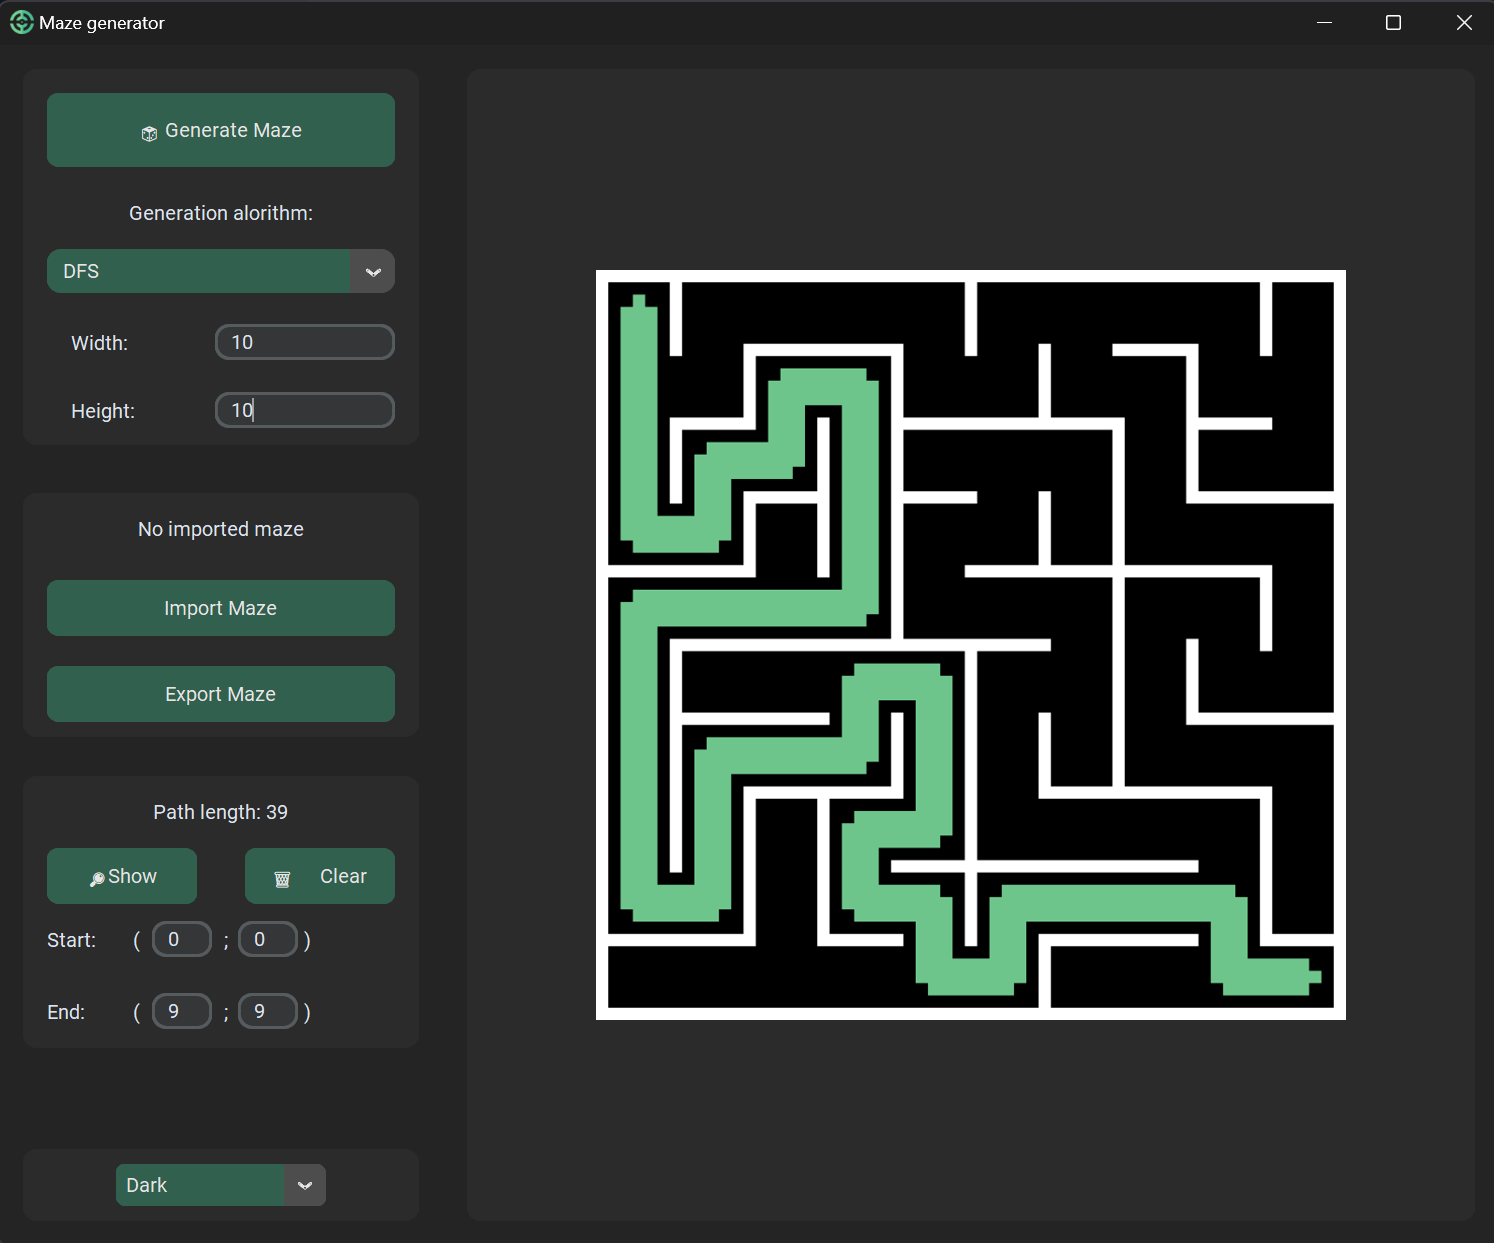 Maze generator
Generate Maze
Generation alorithm:
DFS
Width: 10
Height: 10
No imported maze
Import Maze
Export Maze
Path length: 39
Show Clear
Start: ( 0 ; 0 )
End: ( 9 ; 9 )
Dark